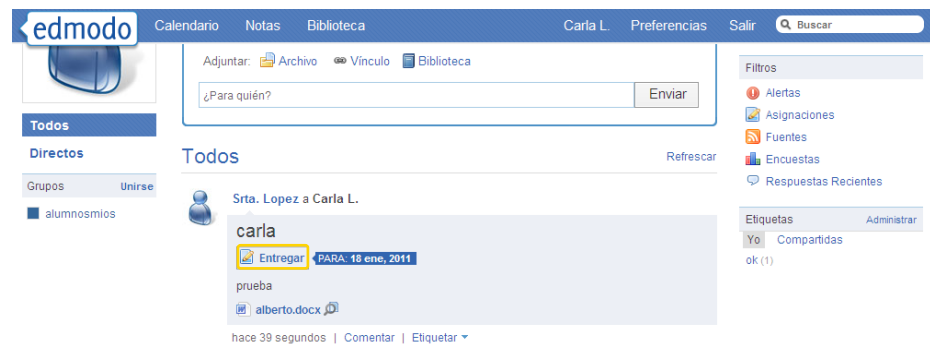 edmodo Calendario Notas Biblioteca Carla L. Preferencias Salir Buscar
Adjuntar: Archivo Vínculo Biblioteca
¿Para quién? Enviar
Todos
Directos
Grupos Unirse
alumnosmios
Todos Refrescar
Srta. Lopez a Carla L.
carla
Entregar PARA: 18 ene, 2011
prueba
alberto.docx
hace 39 segundos | Comentar | Etiquetar
Filtros
Alertas
Asignaciones
Fuentes
Encuestas
Respuestas Recientes
Etiquetas Administrar
Yo Compartidas
ok (1)